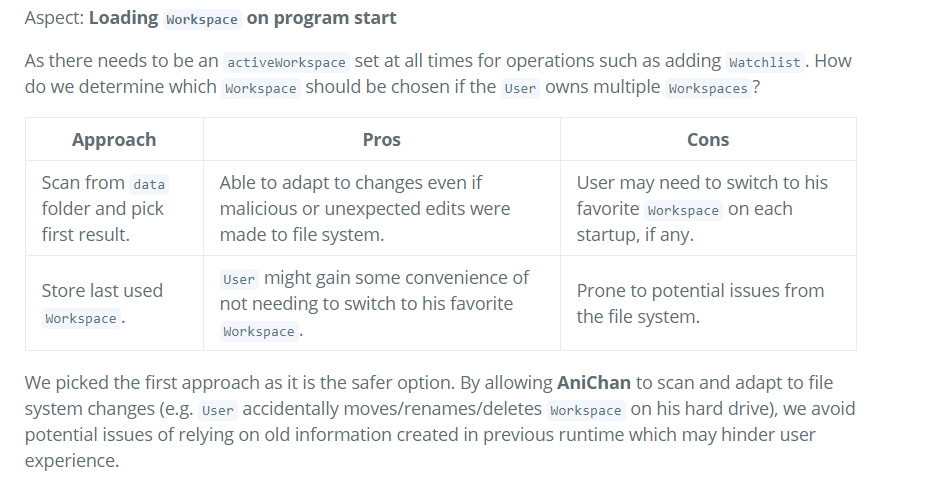 Aspect: Loading Workspace on program start
As there needs to be an activeWorkspace set at all times for operations such as adding Watchlist. How
do we determine which Workspace should be chosen if the User owns multiple Workspaces?
Approach Pros Cons
Scan from data
folder and pick
first result.
Able to adapt to changes even if
malicious or unexpected edits were
made to file system.
User may need to switch to his
favorite Workspace on each
startup, if any.
Store last used
Workspace.
User might gain some convenience of
not needing to switch to his favorite
Workspace.
Prone to potential issues from
the file system.
We picked the first approach as it is the safer option. By allowing AniChan to scan and adapt to file
system changes (e.g. User accidentally moves/renames/deletes Workspace on his hard drive), we avoid
potential issues of relying on old information created in previous runtime which may hinder user
experience.